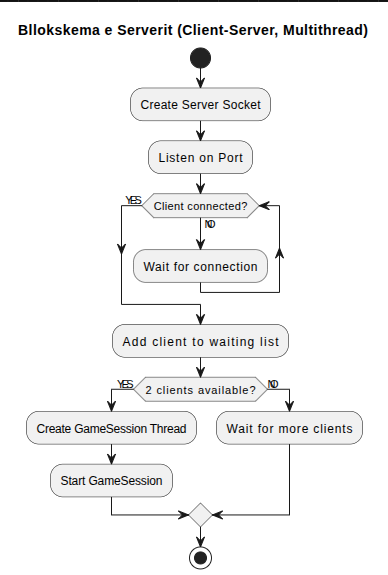 Bllokskema e Serverit (Client-Server, Multithread)
Create Server Socket
Listen on Port
YES
Client connected?
NO
Wait for connection
Add client to waiting list
YES
2 clients available?
NO
Create GameSession Thread
Wait for more clients
Start GameSession